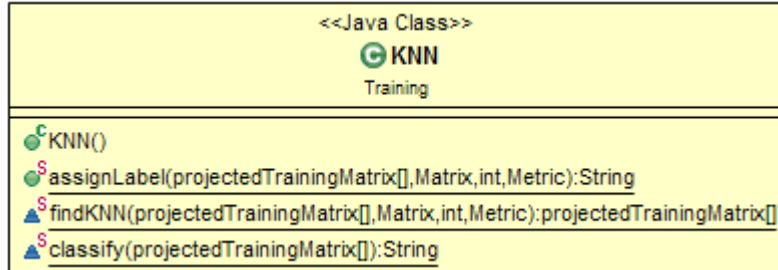 <<Java Class>>
C KNN
Training
C KNN()
S assignLabel(projectedTrainingMatrix[],Matrix,int,Metric):String
S findKNN(projectedTrainingMatrix[],Matrix,int,Metric):projectedTrainingMatrix[]
S classify(projectedTrainingMatrix[]):String